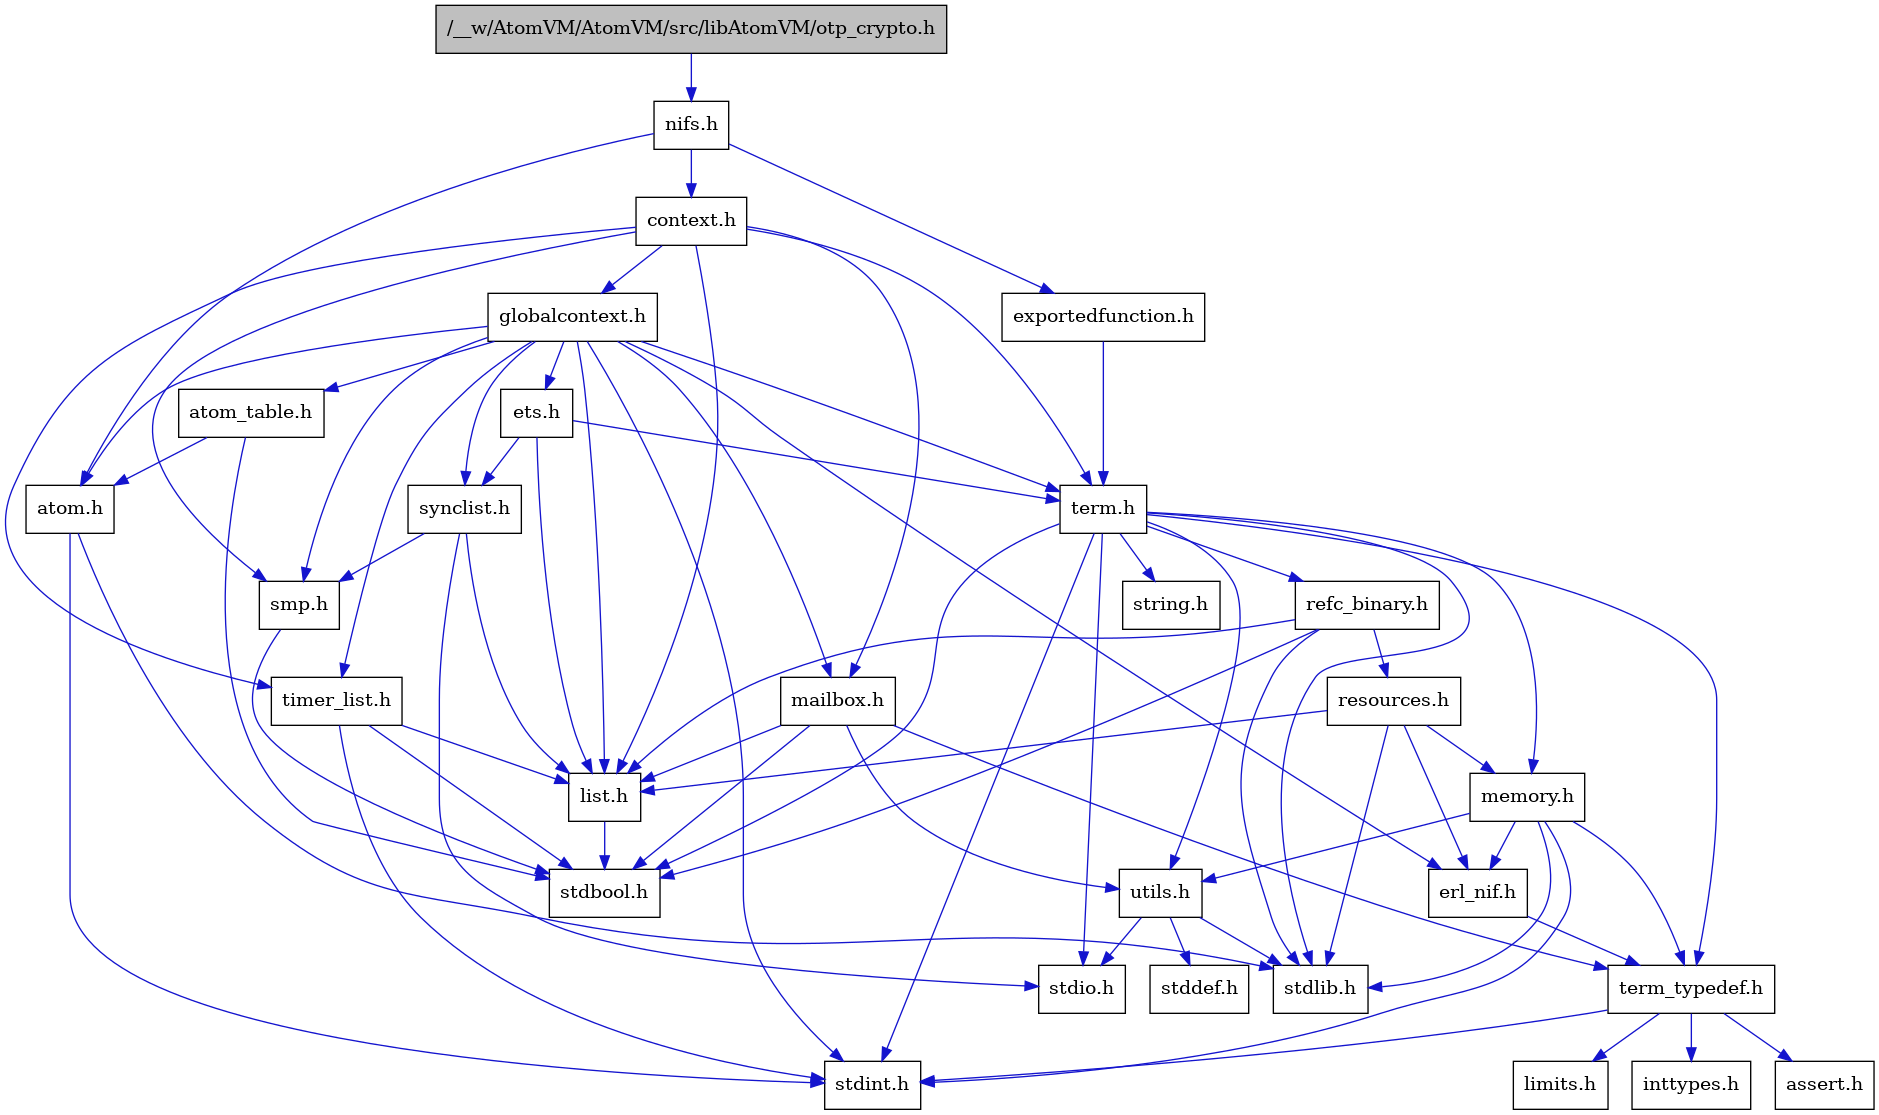 /__w/AtomVM/AtomVM/src/libAtomVM/otp_crypto.h
nifs.h
context.h
globalcontext.h
exportedfunction.h
atom_table.h
ets.h
atom.h
synclist.h
term.h
smp.h
string.h
refc_binary.h
timer_list.h
mailbox.h
resources.h
list.h
memory.h
stdbool.h
utils.h
erl_nif.h
stdio.h
stddef.h
stdlib.h
term_typedef.h
stdint.h
limits.h
inttypes.h
assert.h